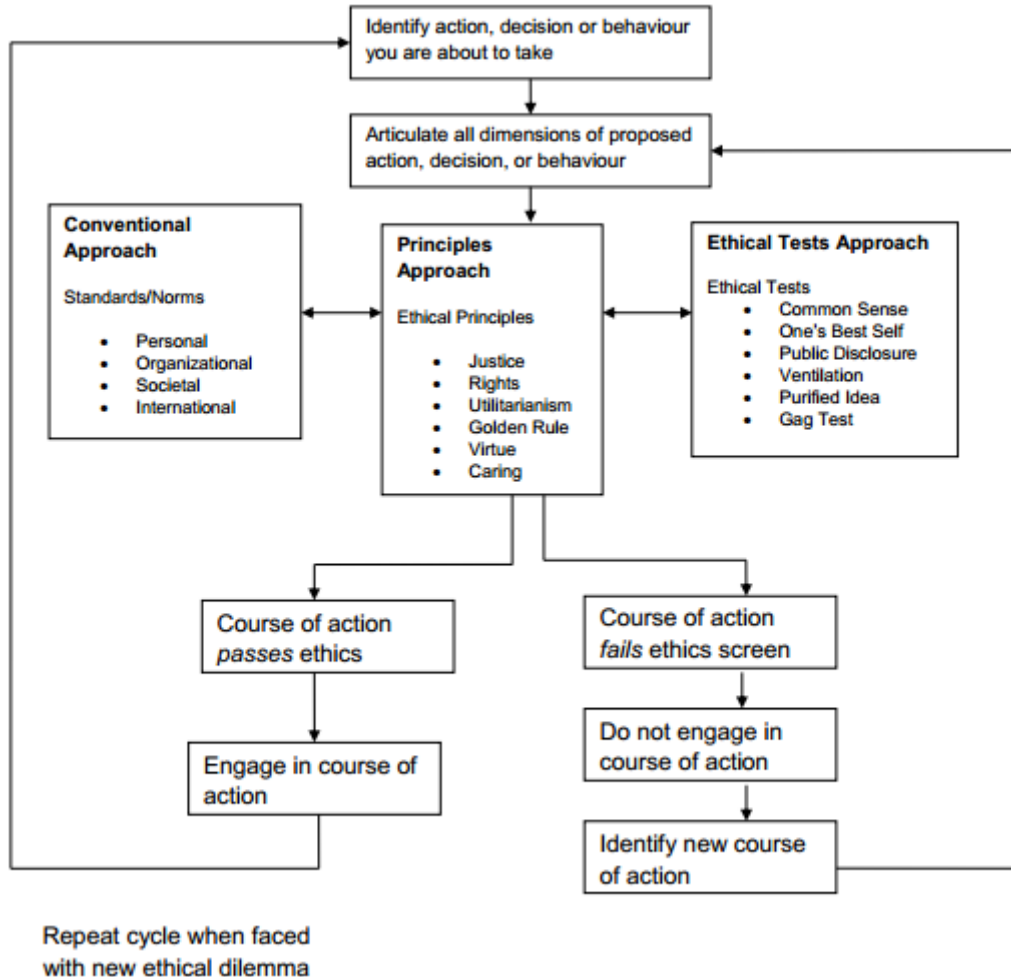 Identify action, decision or behaviour
you are about to take
Articulate all dimensions of proposed
action, decision, or behaviour
Conventional
Approach
Standards/Norms
• Personal
• Organizational
• Societal
• International
Principles
Approach
Ethical Principles
• Justice
• Rights
• Utilitarianism
• Golden Rule
• Virtue
• Caring
Ethical Tests Approach
Ethical Tests
• Common Sense
• One's Best Self
• Public Disclosure
• Ventilation
• Purified Idea
• Gag Test
Course of action
passes ethics
Engage in course of
action
Course of action
fails ethics screen
Do not engage in
course of action
Identify new course
of action
Repeat cycle when faced
with new ethical dilemma